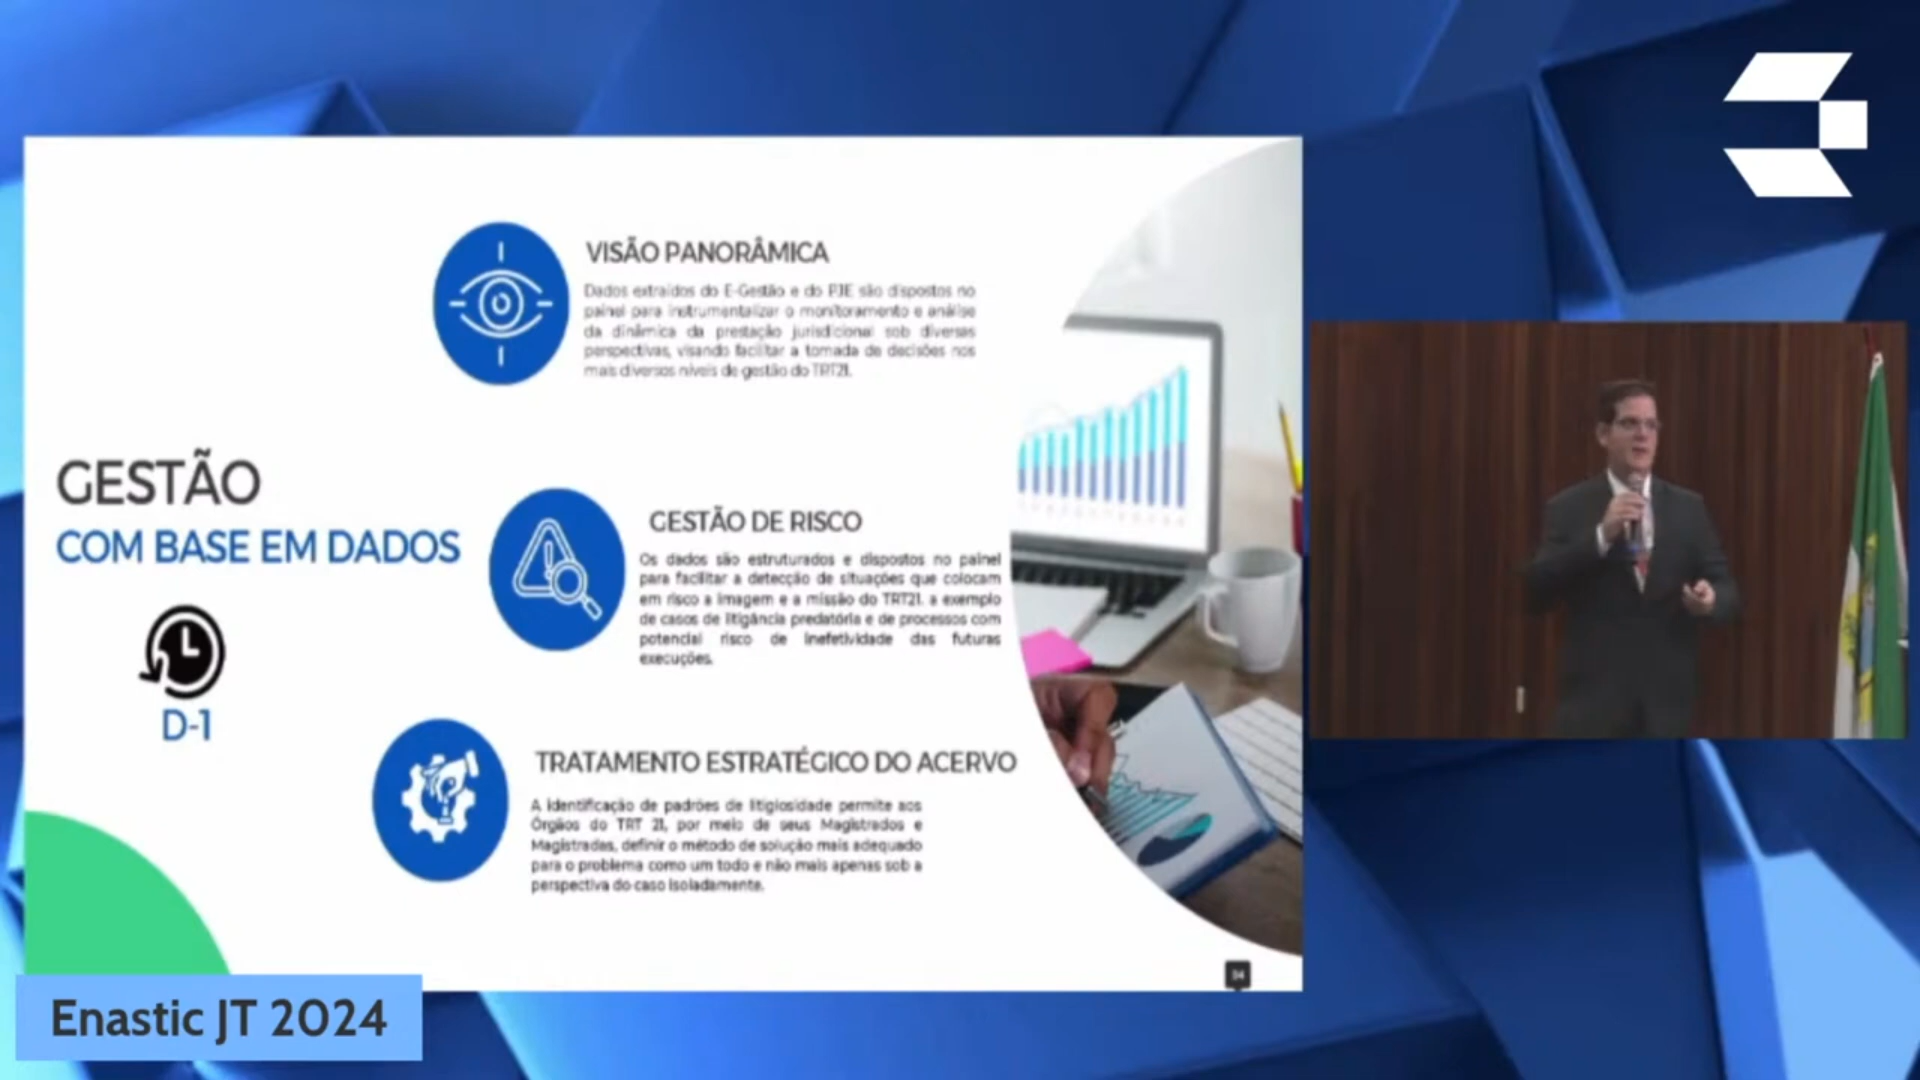 VISÃO PANORÂMICA
Dados extraídos do E-Gestão e do PJE são dispostos no
painel para instrumentalizar o monitoramento e análise
da dinâmica da prestação jurisdicional sob diversas
perspectivas, visando facilitar a tomada de decisões nos
mais diversos níveis de gestão do TRT21.
GESTÃO
COM BASE EM DADOS
D-1
GESTÃO DE RISCO
Os dados são estruturados e dispostos no painel
para facilitar a detecção de situações que colocam
em risco a imagem e a missão do TRT21, a exemplo
de casos de litigância predatória e de processos com
potencial risco de inefetividade das futuras
execuções.
TRATAMENTO ESTRATÉGICO DO ACERVO
A identificação de padrões de litigiosidade permite aos
Órgãos do TRT 21, por meio de seus Magistrados e
Magistradas, definir o método de solução mais adequado
para o problema como um todo e não mais apenas sob a
perspectiva do caso isoladamente.
Enastic JT 2024